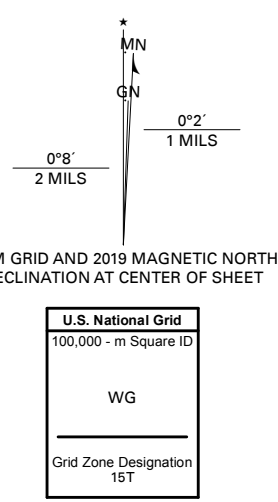 ★
MN
GN
0°2´
1 MILS
0°8´
2 MILS
M GRID AND 2019 MAGNETIC NORTH
ECLINATION AT CENTER OF SHEET
U.S. National Grid
100,000 - m Square ID
WG
Grid Zone Designation
15T